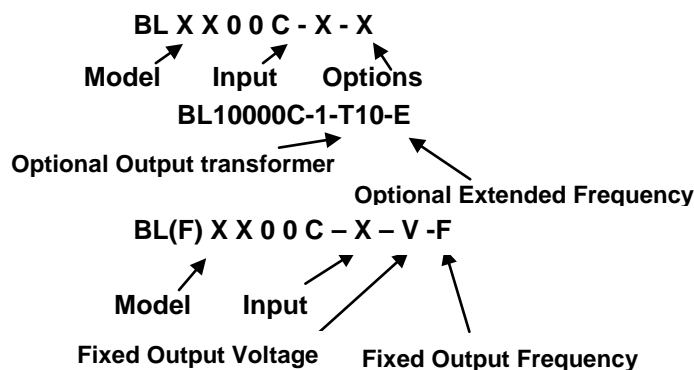 BL X X 0 0 C - X - X
Model Input Options
BL10000C-1-T10-E
Optional Output transformer
Optional Extended Frequency
BL(F) X X 0 0 C – X – V -F
Model Input
Fixed Output Voltage Fixed Output Frequency